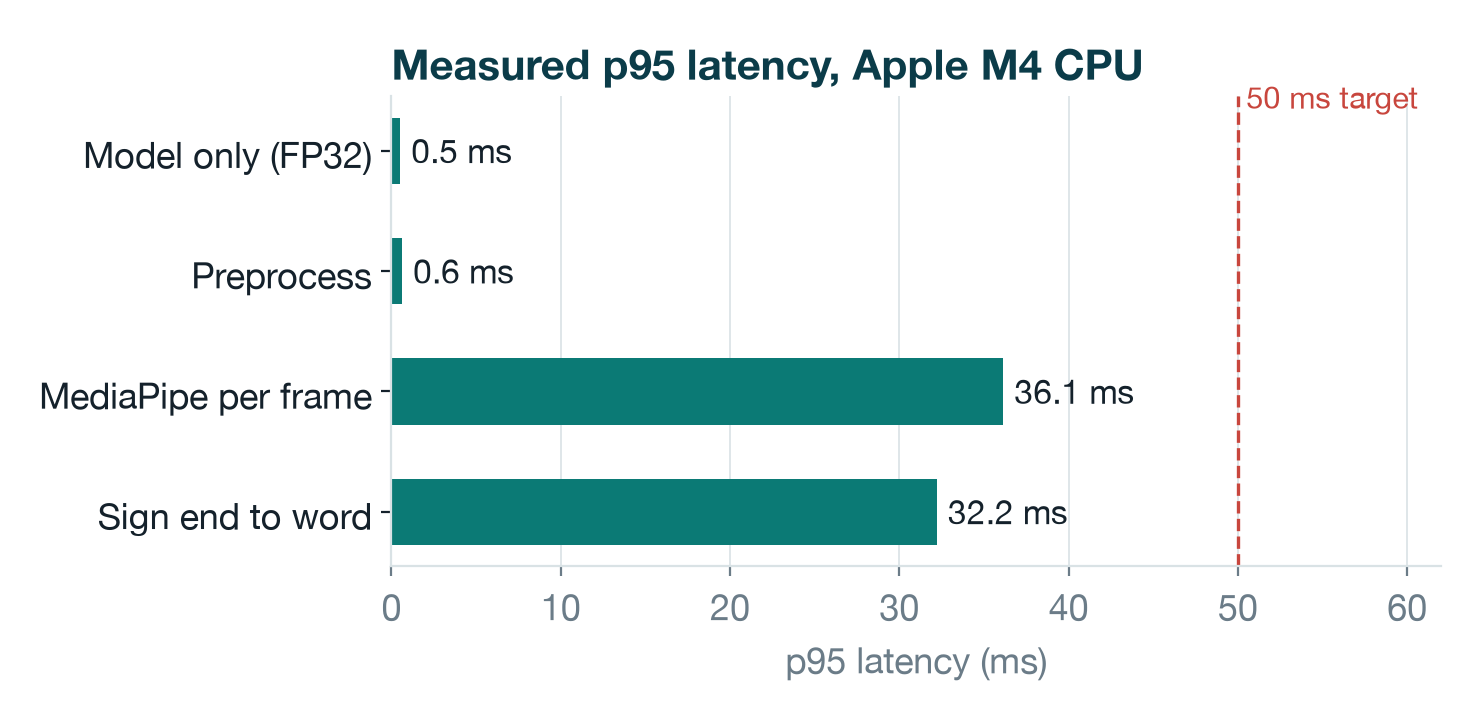 Measured p95 latency, Apple M4 CPU
50 ms target
Model only (FP32)
0.5 ms
Preprocess
0.6 ms
MediaPipe per frame
36.1 ms
Sign end to word
32.2 ms
0 10 20 30 40 50 60
p95 latency (ms)